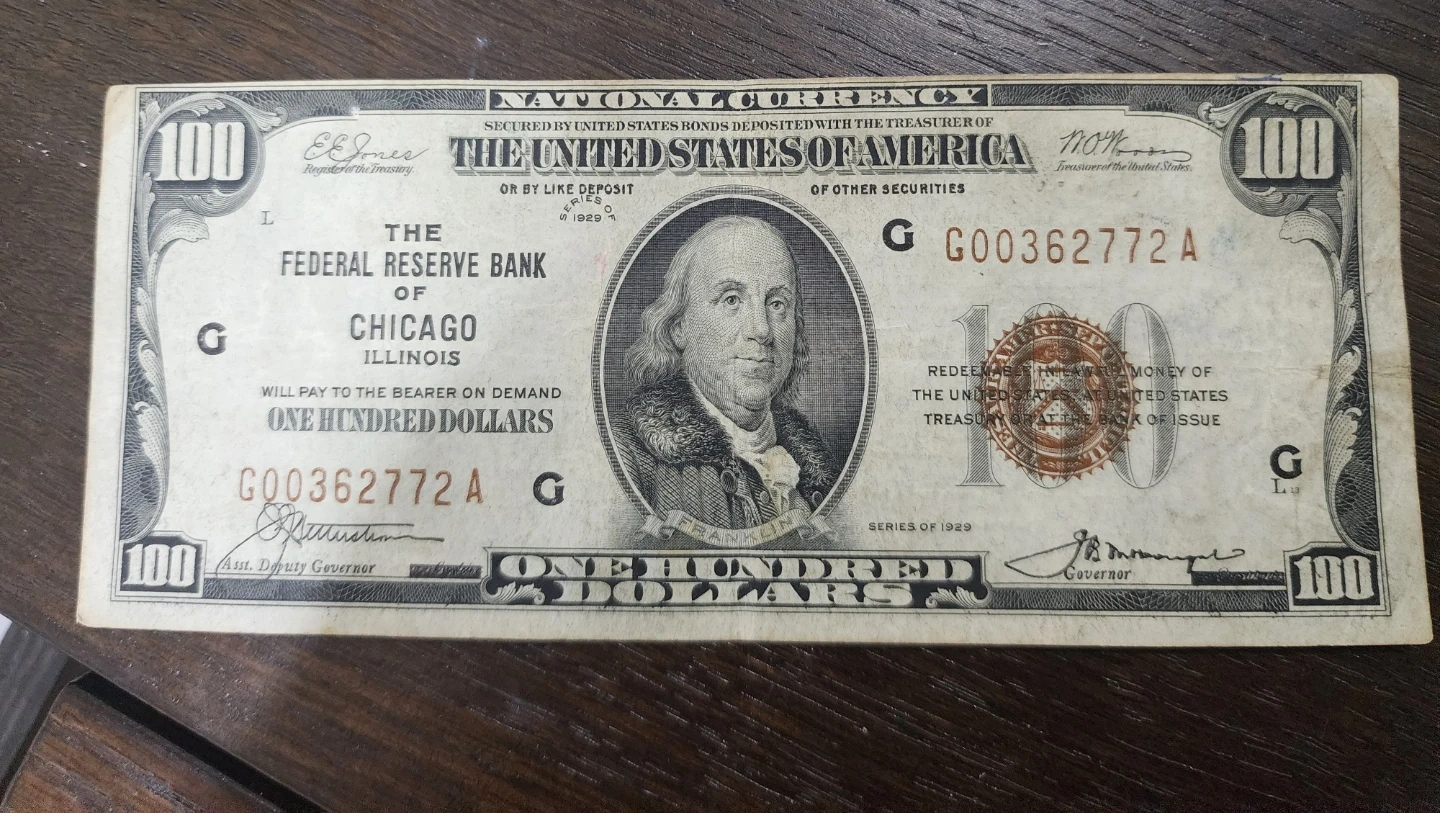 NATIONAL CURRENCY
SECURED BY UNITED STATES BONDS DEPOSITED WITH THE TREASURER OF
100
E E Jones
Register of the Treasury.
THE UNITED STATES OF AMERICA
W.O. Woods
Treasurer of the United States.
100
OR BY LIKE DEPOSIT
OF OTHER SECURITIES
SERIES OF
1929
L
THE
FEDERAL RESERVE BANK
OF
CHICAGO
ILLINOIS
G
G
G00362772A
WILL PAY TO THE BEARER ON DEMAND
ONE HUNDRED DOLLARS
100
REDEEMABLE IN LAWFUL MONEY OF
THE UNITED STATES AT UNITED STATES
TREASURY OR AT THE BANK OF ISSUE
G00362772A
G
G
FRANKLIN
SERIES OF 1929
Asst. Deputy Governor
Governor
100
ONE HUNDRED
DOLLARS
100